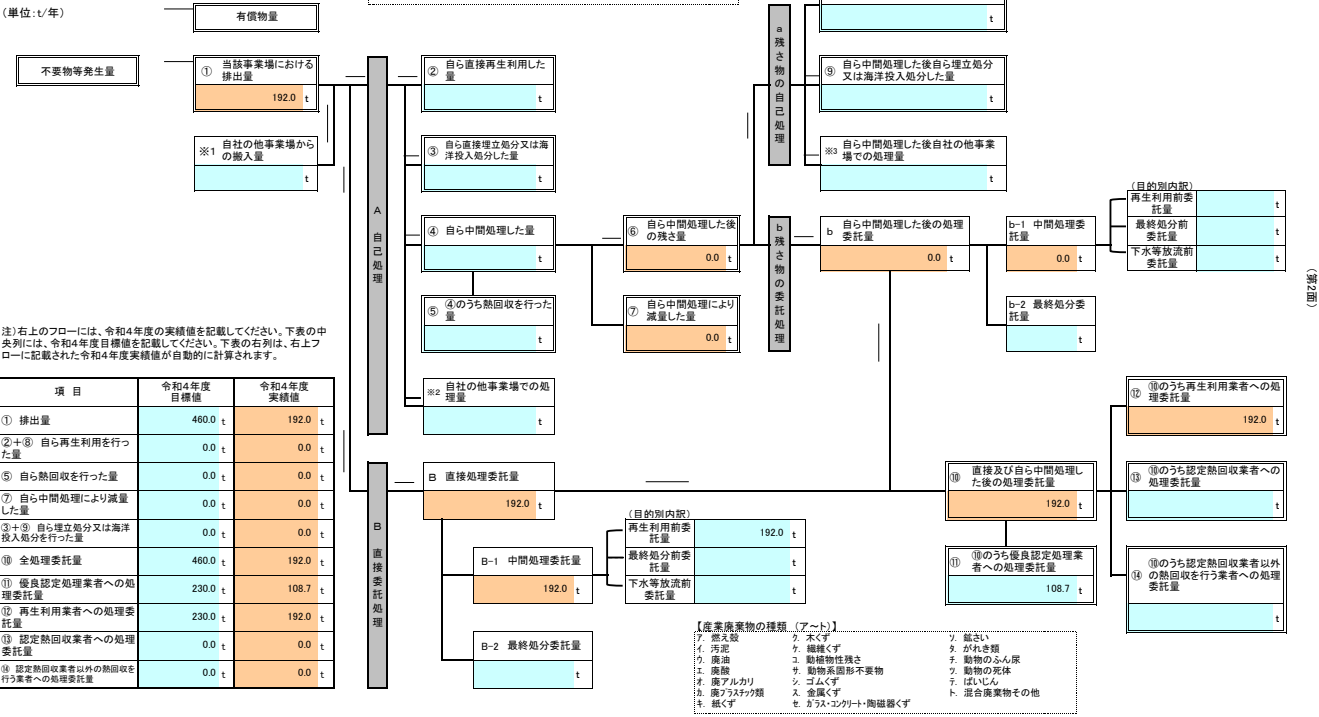 (単位:t/年)
有償物量
t
不要物等発生量
① 当該事業場における
排出量
192.0 t
※1 自社の他事業場から
の搬入量
t
A 自己処理
② 自ら直接再生利用した
量
t
③ 自ら直接埋立処分又は海
洋投入処分した量
t
④ 自ら中間処理した量
t
⑤ ④のうち熱回収を行った
量
t
※2 自社の他事業場での処
理量
t
⑥ 自ら中間処理した後
の残さ量
0.0 t
⑦ 自ら中間処理により
減量した量
0.0 t
a 残さ物の自己処理
⑨ 自ら中間処理した後自ら埋立処分
又は海洋投入処分した量
t
※3 自ら中間処理した後自社の他事業
場での処理量
t
b 残さ物の委託処理
b 自ら中間処理した後の処理
委託量
0.0 t
b-1 中間処理委
託量
0.0 t
(目的別内訳)
再生利用前委
託量 t
最終処分前
委託量 t
下水等放流前
委託量 t
b-2 最終処分委
託量
t
(第2面)
注)右上のフローには、令和4年度の実績値を記載してください。下表の中
央列には、令和4年度目標値を記載してください。下表の右列は、右上フ
ローに記載された令和4年度実績値が自動的に計算されます。
項 目 令和4年度
目標値 令和4年度
実績値
① 排出量 460.0 t 192.0 t
②+⑧ 自ら再生利用を行っ
た量 0.0 t 0.0 t
⑤ 自ら熱回収を行った量 0.0 t 0.0 t
⑦ 自ら中間処理により減量
した量 0.0 t 0.0 t
③+⑨ 自ら埋立処分又は海洋
投入処分を行った量 0.0 t 0.0 t
⑩ 全処理委託量 460.0 t 192.0 t
⑪ 優良認定処理業者への処
理委託量 230.0 t 108.7 t
⑫ 再生利用業者への処理委
託量 230.0 t 192.0 t
⑬ 認定熱回収業者への処理
委託量 0.0 t 0.0 t
⑭ 認定熱回収業者以外の熱回収を
行う業者への処理委託量 0.0 t 0.0 t
B 直接委託処理
B 直接処理委託量
192.0 t
B-1 中間処理委託量
192.0 t
(目的別内訳)
再生利用前委
託量 192.0 t
最終処分前委
託量 t
下水等放流前
委託量 t
B-2 最終処分委託量
t
⑩ 直接及び自ら中間処理し
た後の処理委託量
192.0 t
⑪ ⑩のうち優良認定処理業
者への処理委託量
108.7 t
⑫ ⑩のうち再生利用業者への処
理委託量
192.0 t
⑬ ⑩のうち認定熱回収業者への
処理委託量
t
⑭ ⑩のうち認定熱回収業者以外
の熱回収を行う業者への処理
委託量
t
【産業廃棄物の種類 (ア~ト)】
ア. 燃え殻 ク. 木くず ソ. 鉱さい
イ. 汚泥 ケ. 繊維くず タ. がれき類
ウ. 廃油 コ. 動植物性残さ チ. 動物のふん尿
エ. 廃酸 サ. 動物系固形不要物 ツ. 動物の死体
オ. 廃アルカリ シ. ゴムくず テ. ばいじん
カ. 廃プラスチック類 ス. 金属くず ト. 混合廃棄物その他
キ. 紙くず セ. ガラス・コンクリート・陶磁器くず